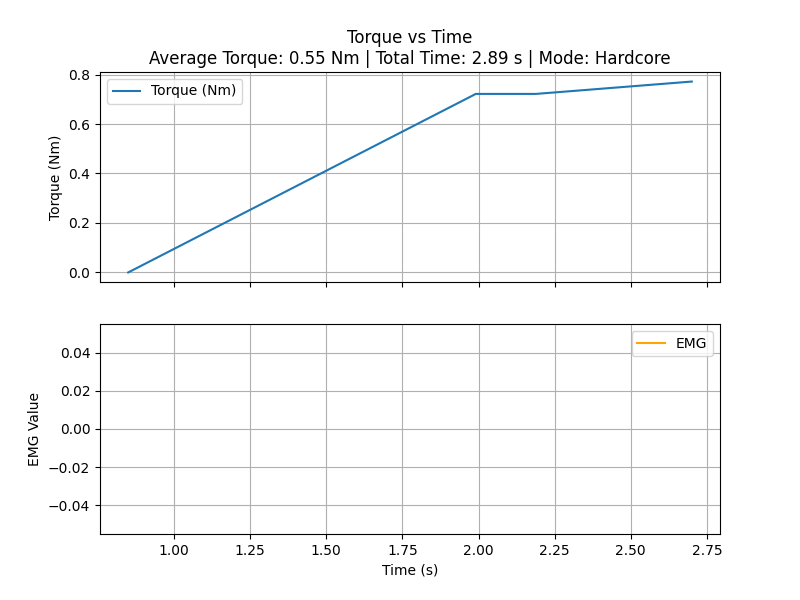 Torque vs Time
Average Torque: 0.55 Nm | Total Time: 2.89 s | Mode: Hardcore
Torque (Nm)
0.8
0.6
0.4
0.2
0.0
Torque (Nm)
EMG
0.04
0.02
0.00
−0.02
−0.04
EMG Value
1.00 1.25 1.50 1.75 2.00 2.25 2.50 2.75
Time (s)